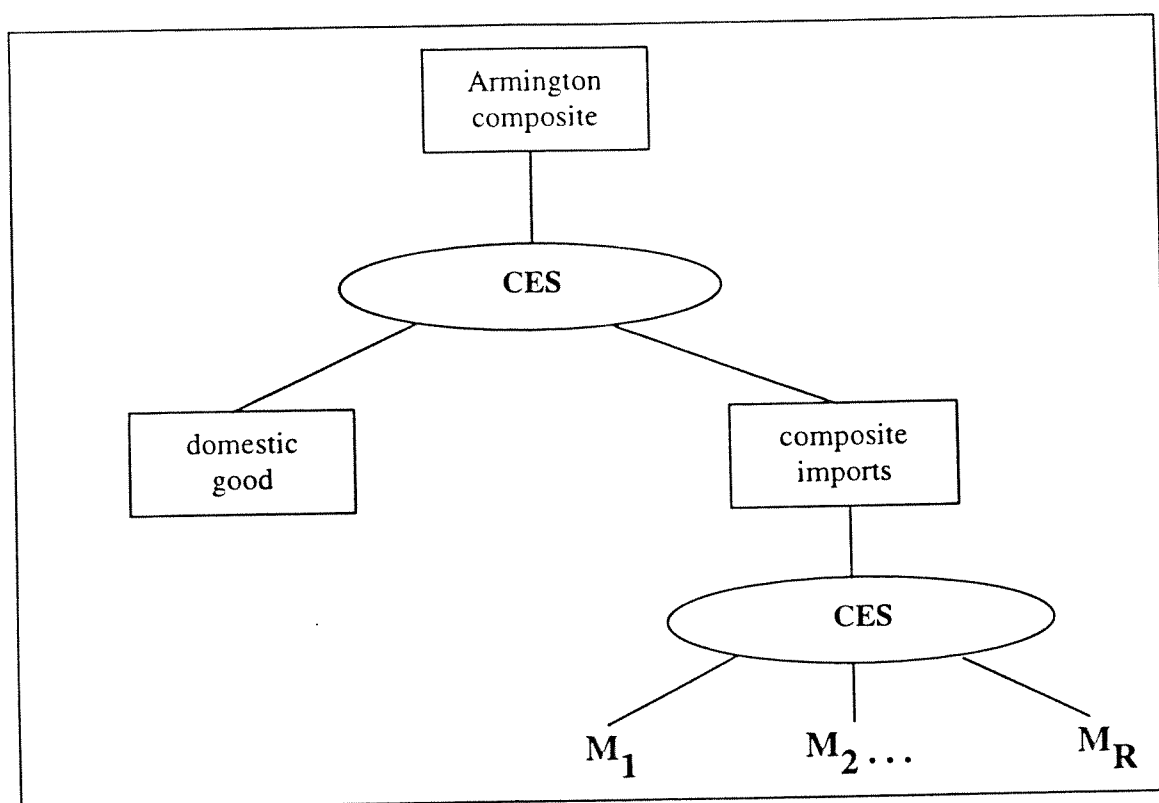 Armington
composite
CES
domestic
good
composite
imports
CES
M1 M2 ... MR